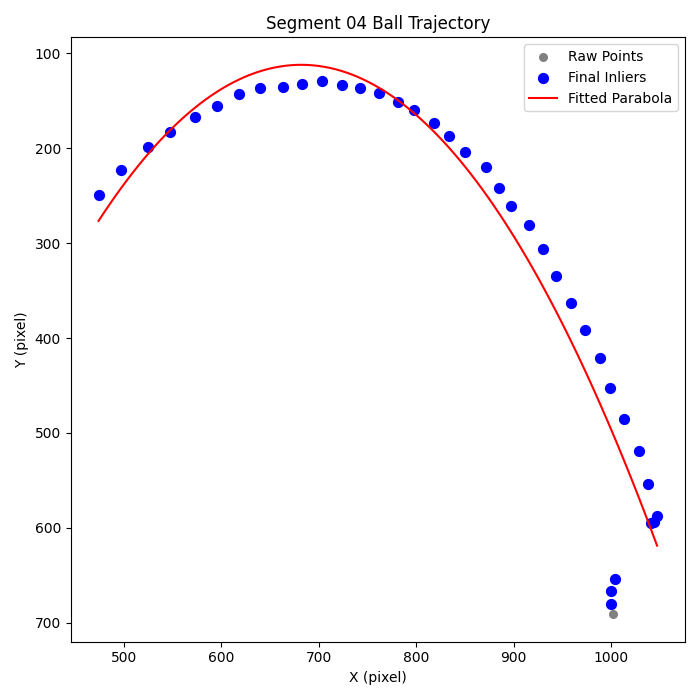 Segment 04 Ball Trajectory
Raw Points
Final Inliers
Fitted Parabola
Y (pixel)
100
200
300
400
500
600
700
500 600 700 800 900 1000
X (pixel)